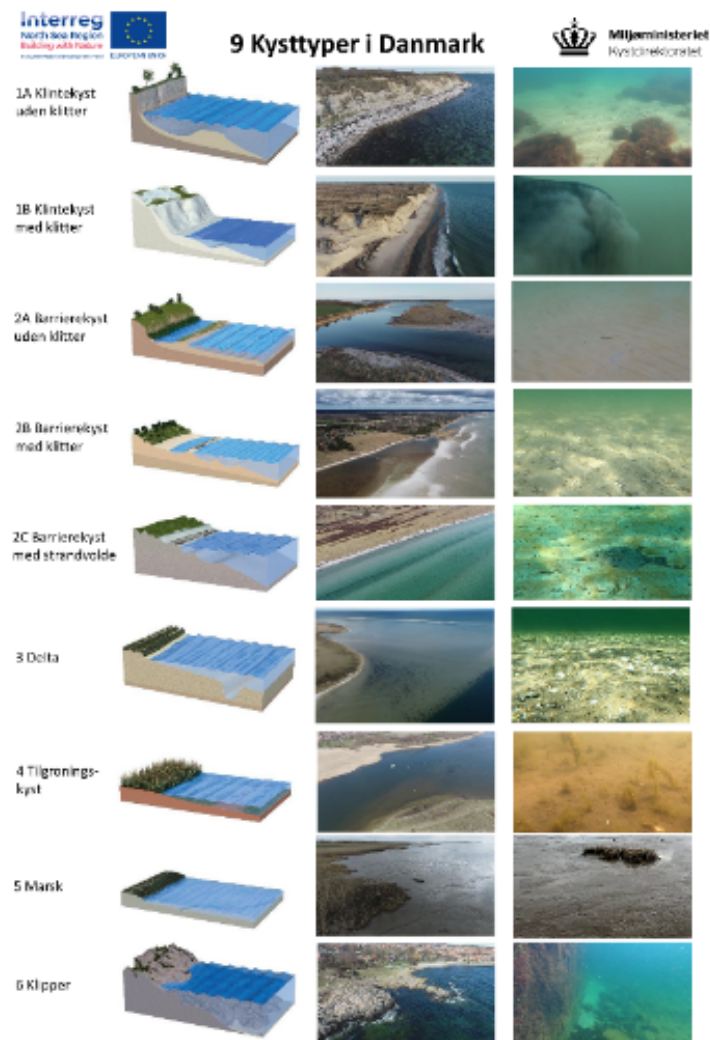 Interreg
North Sea Region
Building with Nature
EUROPEAN UNION
9 Kysttyper i Danmark
Miljøministeriet
Kystdirektoratet
1A Klintekyst
uden klitter
1B Klintekyst
med klitter
2A Barrierekyst
uden klitter
2B Barrierekyst
med klitter
2C Barrierekyst
med strandvolde
3 Delta
4 Tilgronings-
kyst
5 Marsk
6 Klipper